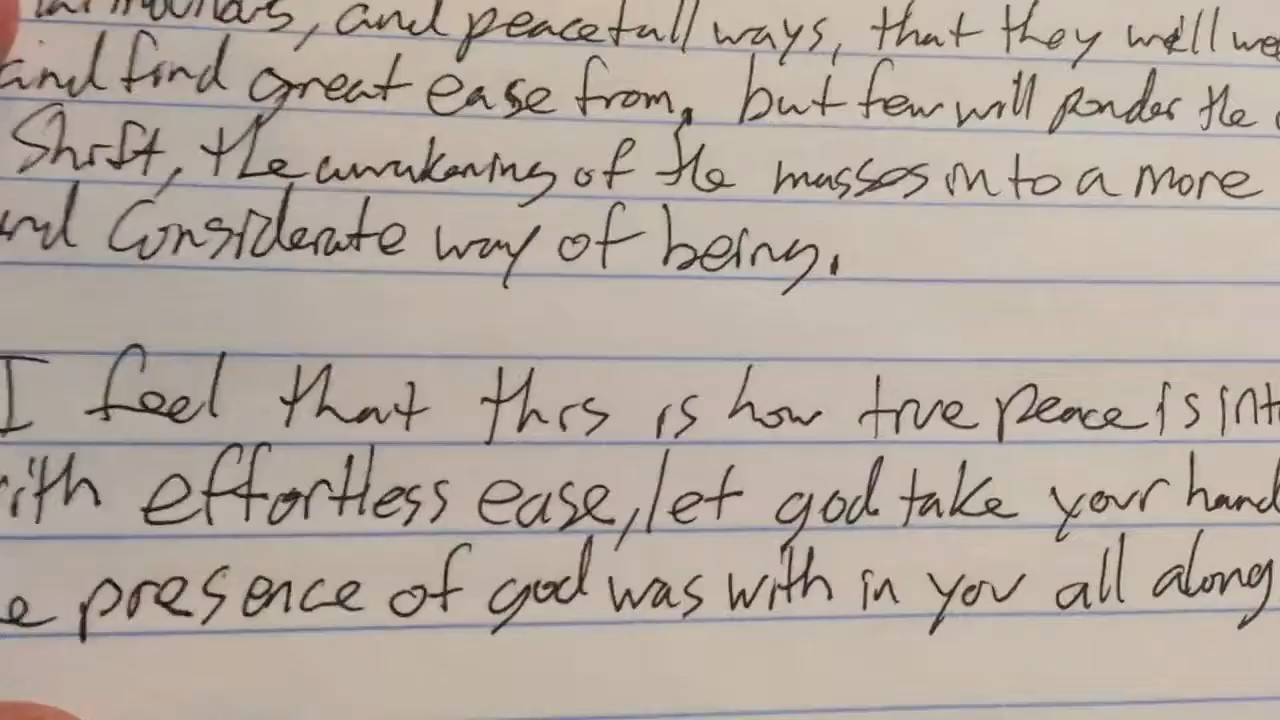 , and peacefull ways, that they will
and find great ease from, but few will ponder the
Shift, the awakening of the masses into a more
and Considerate way of being.
I feel that this is how true peace is int
with effortless ease, let god take your hand
e presence of god was with in you all along